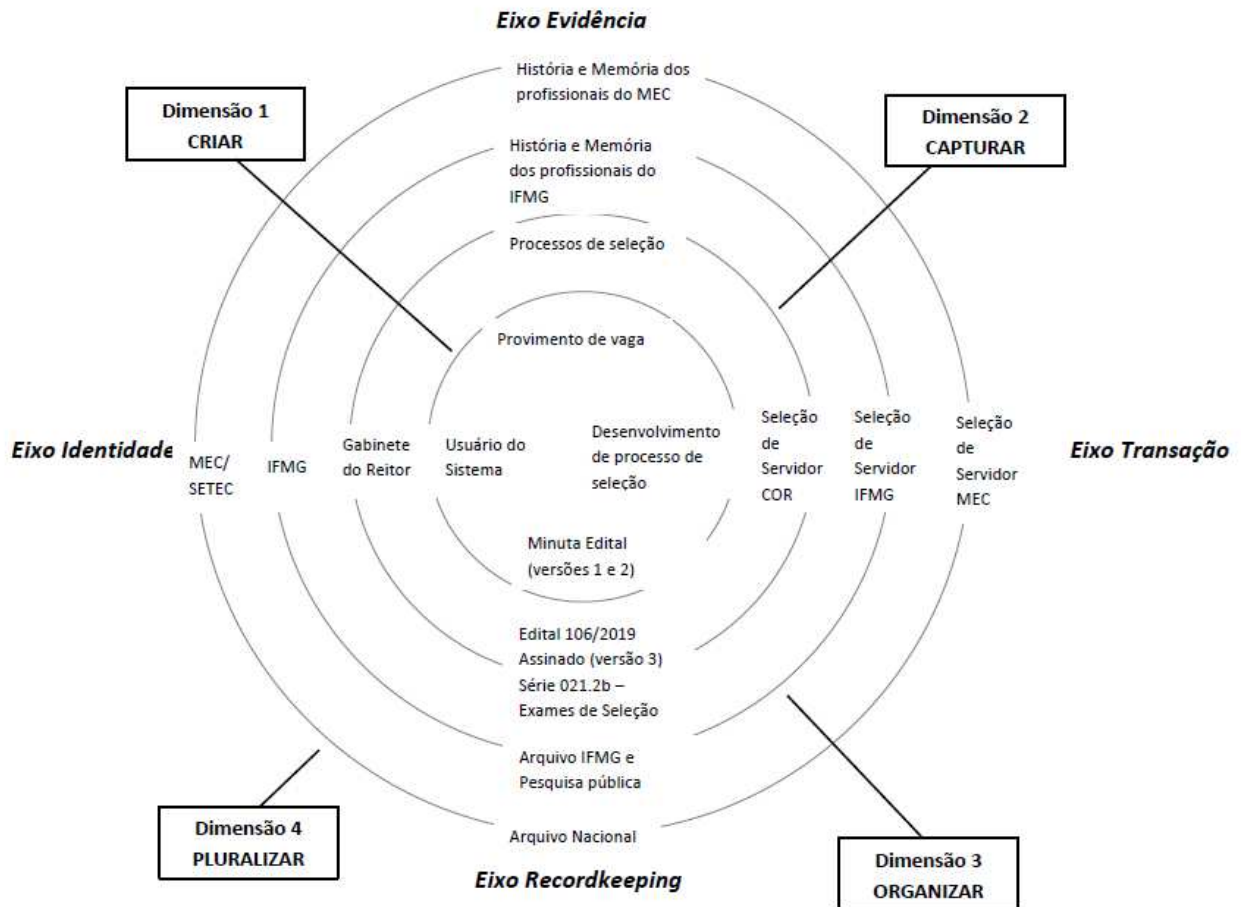 Eixo Evidência
História e Memória dos
profissionais do MEC
Dimensão 1
CRIAR
Dimensão 2
CAPTURAR
História e Memória
dos profissionais do
IFMG
Processos de seleção
Provimento de vaga
Eixo Identidade
MEC/
SETEC
IFMG
Gabinete
do Reitor
Usuário do
Sistema
Desenvolvimento
de processo de
seleção
Seleção
de
Servidor
COR
Seleção
de
Servidor
IFMG
Seleção
de
Servidor
MEC
Eixo Transação
Minuta Edital
(versões 1 e 2)
Edital 106/2019
Assinado (versão 3)
Série 021.2b –
Exames de Seleção
Arquivo IFMG e
Pesquisa pública
Dimensão 4
PLURALIZAR
Arquivo Nacional
Dimensão 3
ORGANIZAR
Eixo Recordkeeping